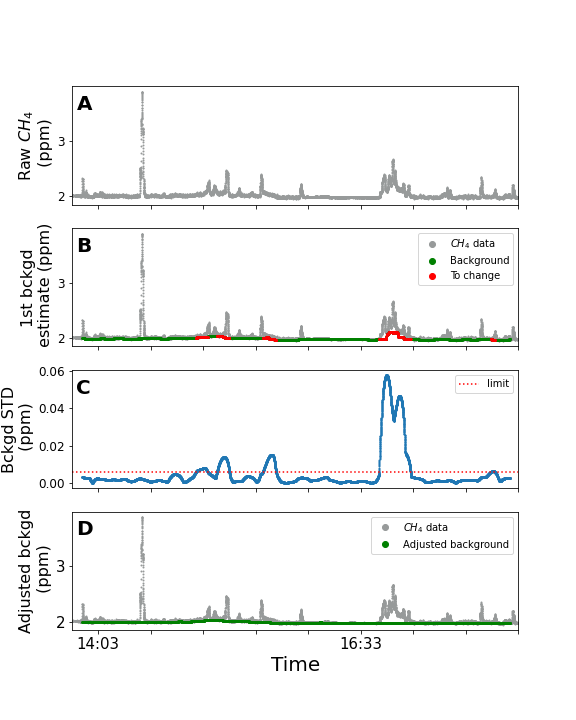 A
Raw CH4
(ppm)
3
2
B
1st bckgd
estimate (ppm)
3
2
CH4 data
Background
To change
C
Bckgd STD
(ppm)
0.06
0.04
0.02
0.00
limit
D
Adjusted bckgd
(ppm)
3
2
CH4 data
Adjusted background
14:03
16:33
Time